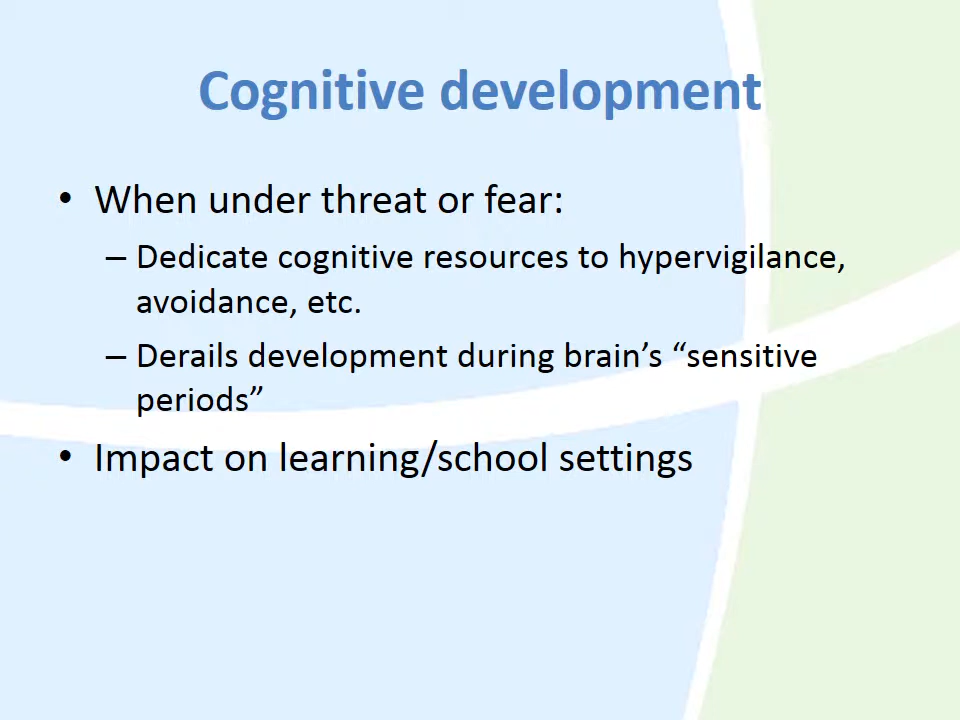 Cognitive development
• When under threat or fear:
– Dedicate cognitive resources to hypervigilance,
avoidance, etc.
– Derails development during brain’s “sensitive
periods”
• Impact on learning/school settings